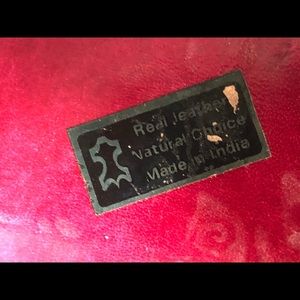 Real leather
Natural Choice
Made in India